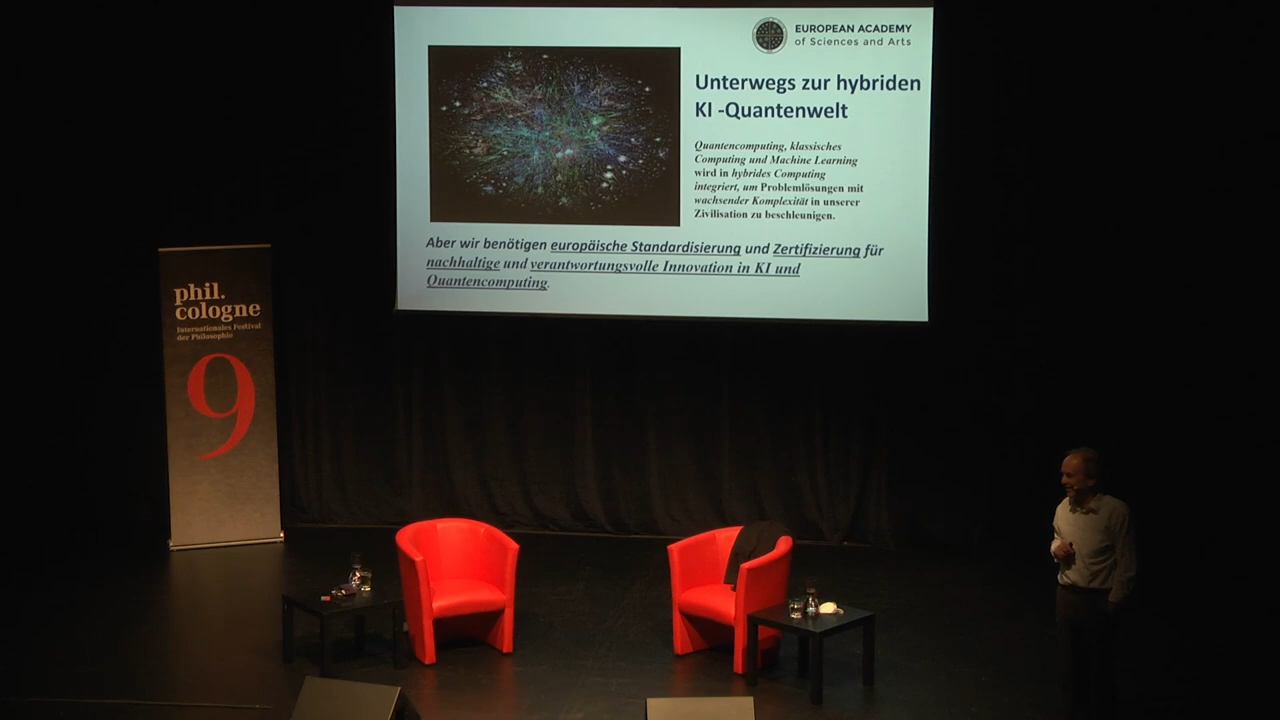 EUROPEAN ACADEMY
of Sciences and Arts
Unterwegs zur hybriden
KI -Quantenwelt
Quantencomputing, klassisches
Computing und Machine Learning
wird in hybrides Computing
integriert, um Problemlösungen mit
wachsender Komplexität in unserer
Zivilisation zu beschleunigen.
Aber wir benötigen europäische Standardisierung und Zertifizierung für
nachhaltige und verantwortungsvolle Innovation in KI und
Quantencomputing.
phil.
cologne
Internationales Festival
der Philosophie
9